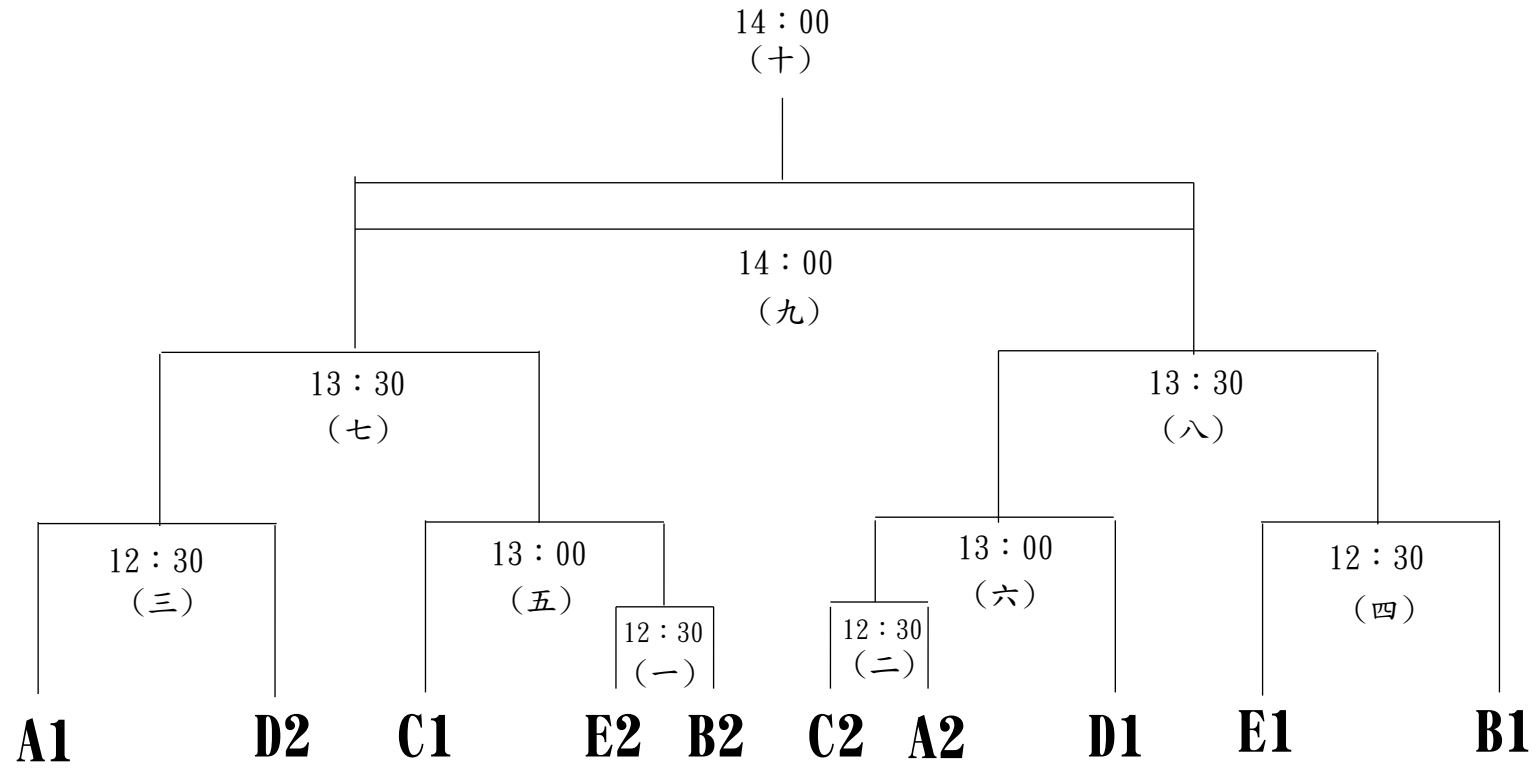 14：00
（十）
14：00
（九）
13：30
（七）
13：30
（八）
12：30
（三）
13：00
（五）
13：00
（六）
12：30
（四）
12：30
（一）
12：30
（二）
A1
D2
C1
E2
B2
C2
A2
D1
E1
B1